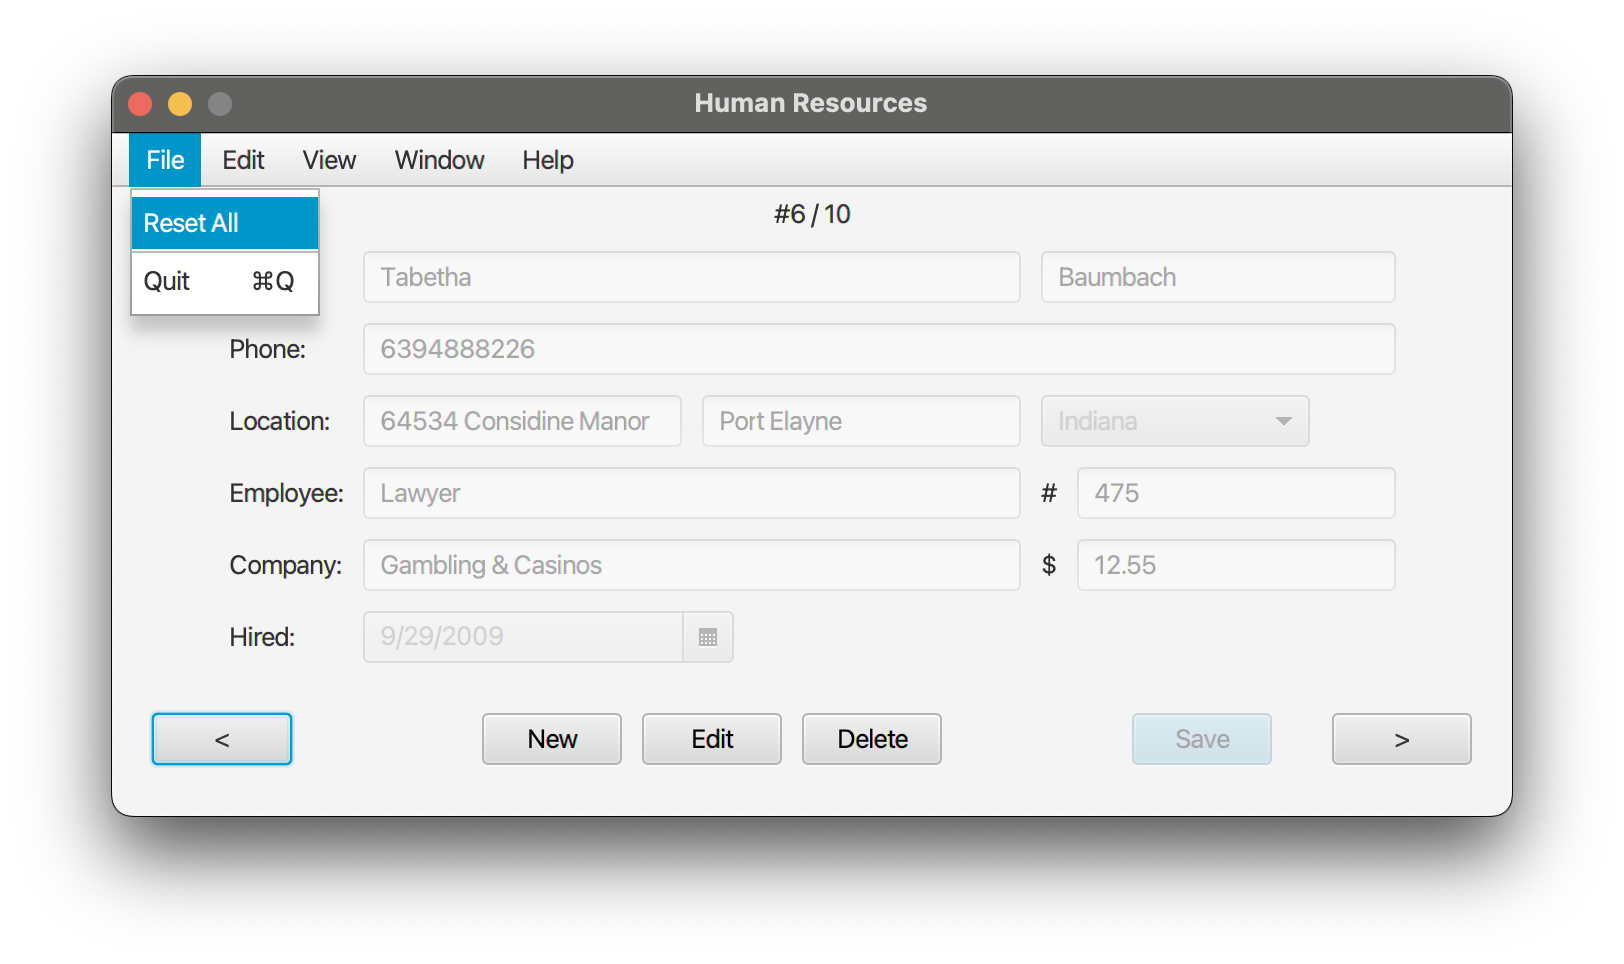 Human Resources
File Edit View Window Help
#6 / 10
Reset All
Quit ⌘Q
Tabetha Baumbach
Phone: 6394888226
Location: 64534 Considine Manor Port Elayne Indiana
Employee: Lawyer # 475
Company: Gambling & Casinos $ 12.55
Hired: 9/29/2009
< New Edit Delete Save >